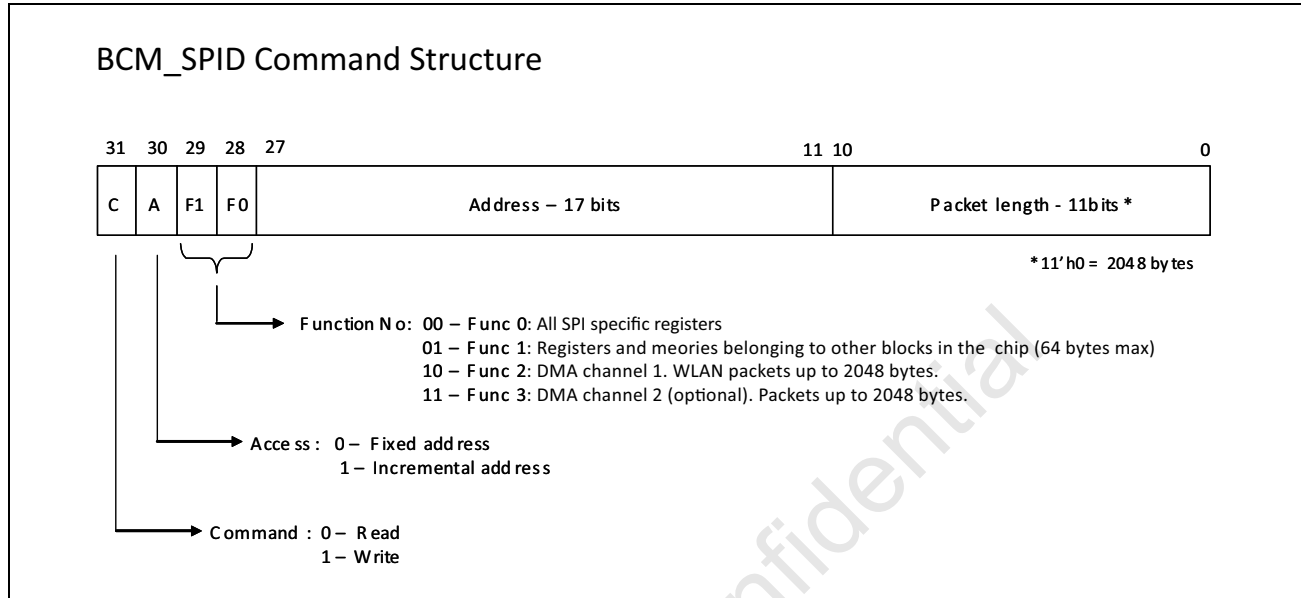 BCM_SPID Command Structure
31 30 29 28 27 11 10 0
C A F1 F0 Address – 17 bits Packet length - 11bits *
*11'h0 = 2048 bytes
Function No: 00 – Func 0: All SPI specific registers
01 – Func 1: Registers and meories belonging to other blocks in the chip (64 bytes max)
10 – Func 2: DMA channel 1. WLAN packets up to 2048 bytes.
11 – Func 3: DMA channel 2 (optional). Packets up to 2048 bytes.
Access : 0 – Fixed address
1 – Incremental address
Command : 0 – Read
1 – Write
nfidential